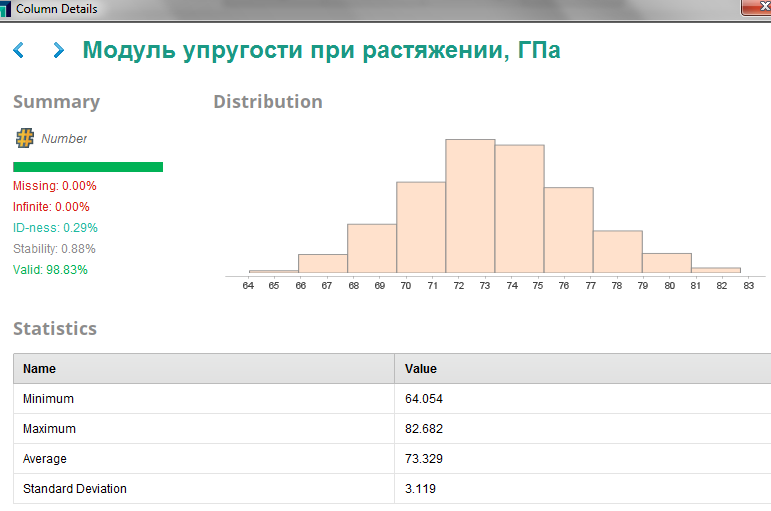 Column Details
Модуль упругости при растяжении, ГПа
Summary
Distribution
Number
Missing: 0.00%
Infinite: 0.00%
ID-ness: 0.29%
Stability: 0.88%
Valid: 98.83%
64 65 66 67 68 69 70 71 72 73 74 75 76 77 78 79 80 81 82 83
Statistics
Name Value
Minimum 64.054
Maximum 82.682
Average 73.329
Standard Deviation 3.119